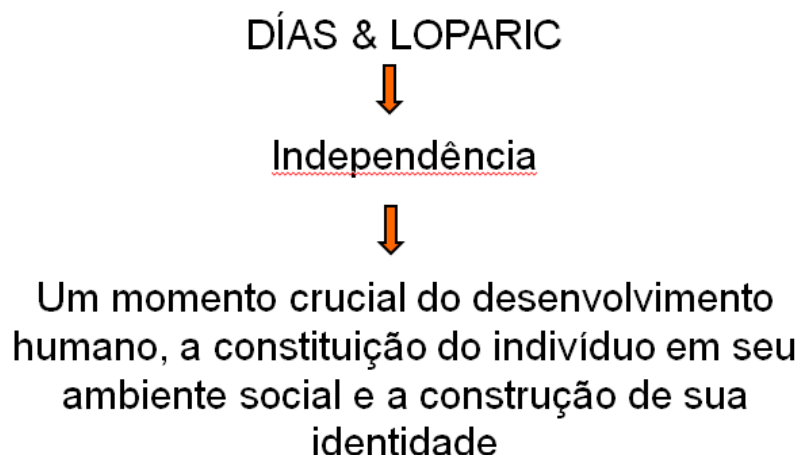 DÍAS & LOPARIC
Independência
Um momento crucial do desenvolvimento
humano, a constituição do indivíduo em seu
ambiente social e a construção de sua
identidade